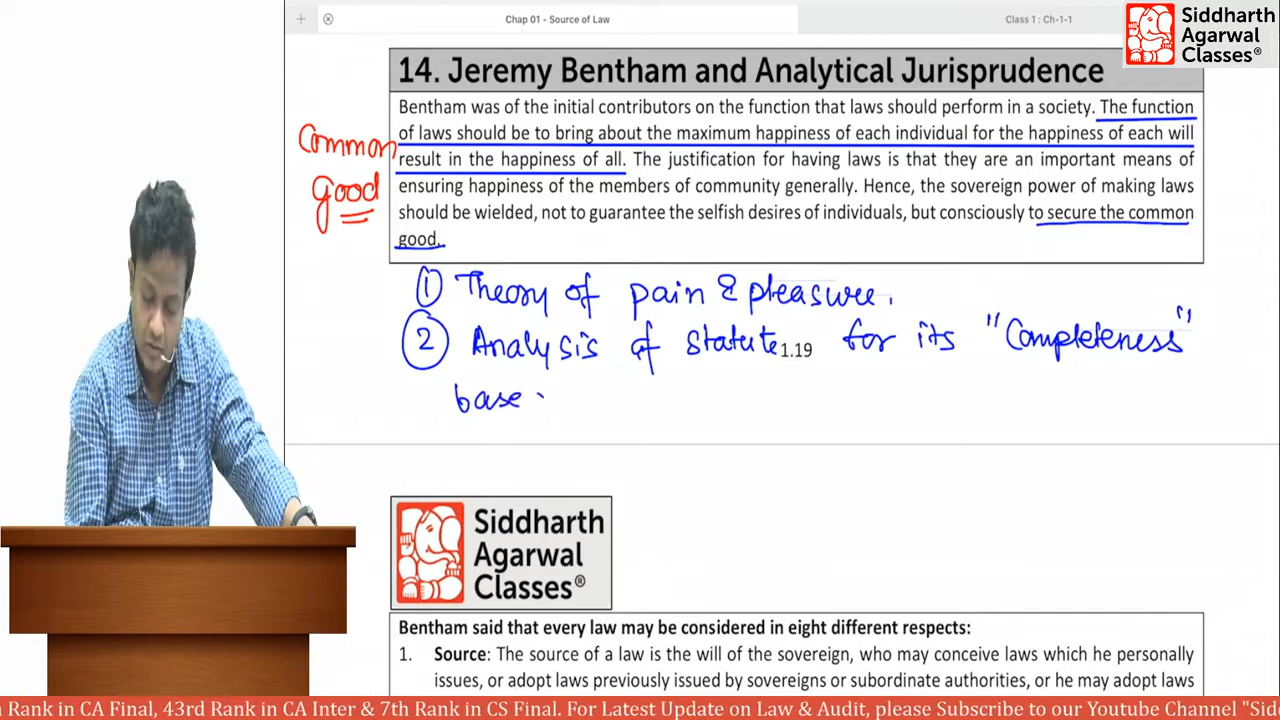 Chap 01 - Source of Law
Class 1 : Ch-1-1
Siddharth
Agarwal
Classes®
14. Jeremy Bentham and Analytical Jurisprudence
Bentham was of the initial contributors on the function that laws should perform in a society. The function
of laws should be to bring about the maximum happiness of each individual for the happiness of each will
result in the happiness of all. The justification for having laws is that they are an important means of
ensuring happiness of the members of community generally. Hence, the sovereign power of making laws
should be wielded, not to guarantee the selfish desires of individuals, but consciously to secure the common
good.
Common
good
① Theory of pain & pleasure.
② Analysis of statute for its "Completeness"
1.19
base
Siddharth
Agarwal
Classes®
Bentham said that every law may be considered in eight different respects:
1. Source: The source of a law is the will of the sovereign, who may conceive laws which he personally
issues, or adopt laws previously issued by sovereigns or subordinate authorities, or he may adopt laws
Rank in CA Final, 43rd Rank in CA Inter & 7th Rank in CS Final. For Latest Update on Law & Audit, please Subscribe to our Youtube Channel "Sid